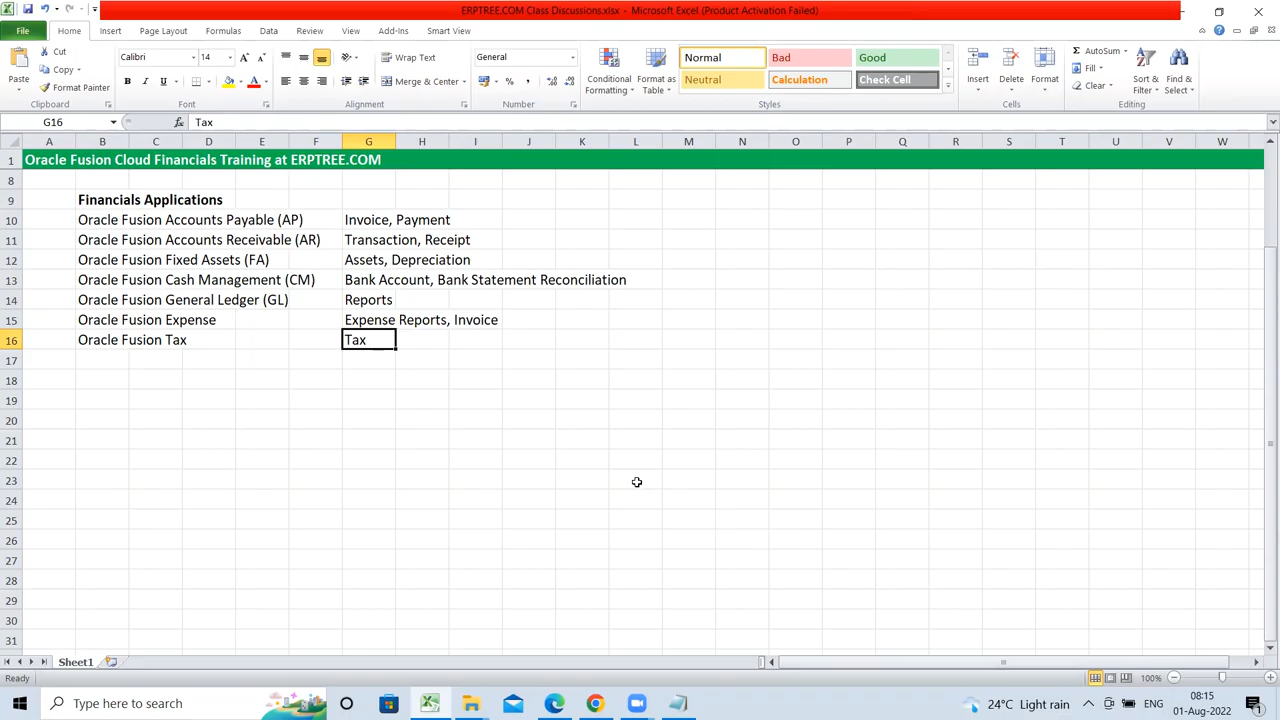 ERPTREE.COM Class Discussions.xlsx - Microsoft Excel (Product Activation Failed)
File Home Insert Page Layout Formulas Data Review View Add-Ins Smart View
Cut
Copy
Format Painter
Paste
Clipboard
Calibri 14
B I U
Font
Wrap Text
Merge & Center
Alignment
General
Number
Conditional Formatting
Format as Table
Normal Bad Good
Neutral Calculation Check Cell
Styles
Insert Delete Format
Cells
AutoSum
Fill
Clear
Sort & Filter
Find & Select
Editing
G16 fx Tax
A B C D E F G H I J K L M N O P Q R S T U V W
1 Oracle Fusion Cloud Financials Training at ERPTREE.COM
8
9 Financials Applications
10 Oracle Fusion Accounts Payable (AP) Invoice, Payment
11 Oracle Fusion Accounts Receivable (AR) Transaction, Receipt
12 Oracle Fusion Fixed Assets (FA) Assets, Depreciation
13 Oracle Fusion Cash Management (CM) Bank Account, Bank Statement Reconciliation
14 Oracle Fusion General Ledger (GL) Reports
15 Oracle Fusion Expense Expense Reports, Invoice
16 Oracle Fusion Tax Tax
17
18
19
20
21
22
23
24
25
26
27
28
29
30
31
Sheet1
Ready 100%
Type here to search
24°C Light rain
08:15
01-Aug-2022
1